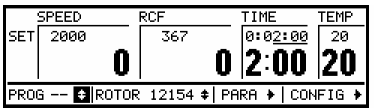 SPEED RCF TIME TEMP
SET 2000 367 0:02:00 20
0 0 2:00 20
PROG -- ROTOR 12154 PARA CONFIG